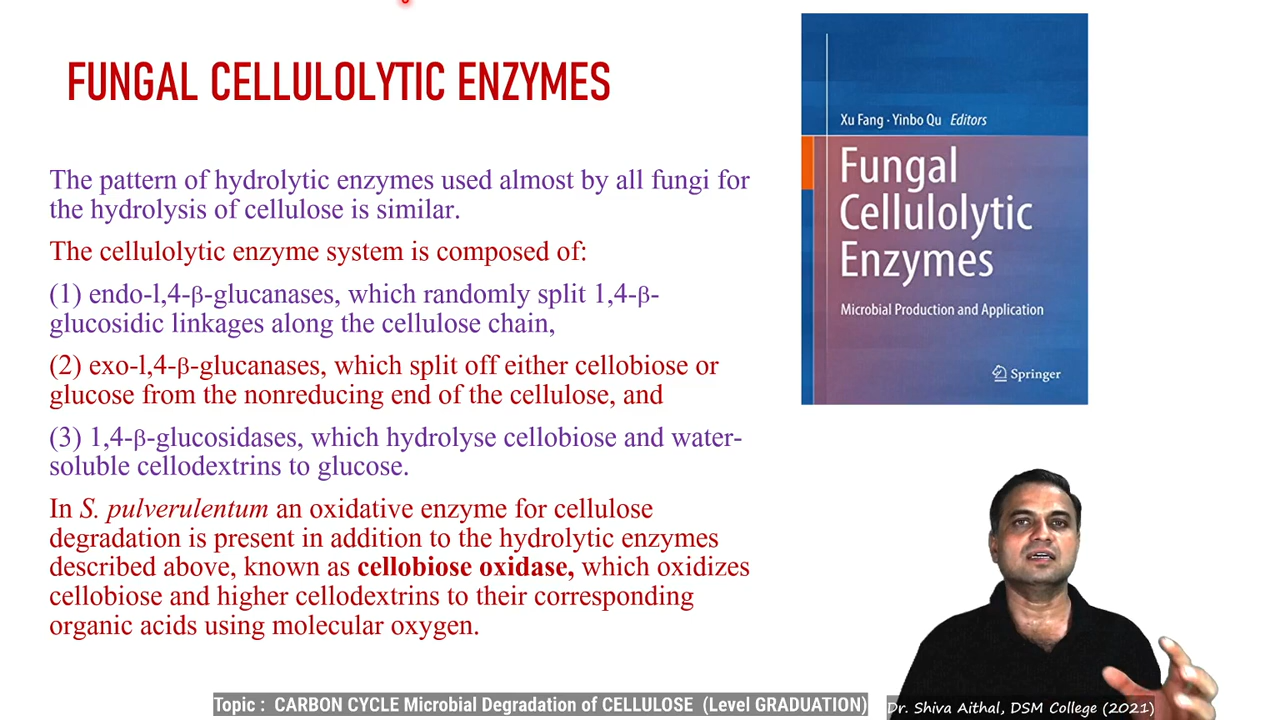 FUNGAL CELLULOLYTIC ENZYMES
The pattern of hydrolytic enzymes used almost by all fungi for
the hydrolysis of cellulose is similar.
The cellulolytic enzyme system is composed of:
(1) endo-l,4-β-glucanases, which randomly split 1,4-β-
glucosidic linkages along the cellulose chain,
(2) exo-l,4-β-glucanases, which split off either cellobiose or
glucose from the nonreducing end of the cellulose, and
(3) 1,4-β-glucosidases, which hydrolyse cellobiose and water-
soluble cellodextrins to glucose.
In S. pulverulentum an oxidative enzyme for cellulose
degradation is present in addition to the hydrolytic enzymes
described above, known as cellobiose oxidase, which oxidizes
cellobiose and higher cellodextrins to their corresponding
organic acids using molecular oxygen.
Xu Fang · Yinbo Qu Editors
Fungal
Cellulolytic
Enzymes
Microbial Production and Application
Springer
Topic : CARBON CYCLE Microbial Degradation of CELLULOSE (Level GRADUATION)
Dr. Shiva Aithal, DSM College (2021)